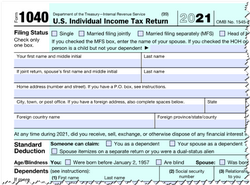 Form 1040 Department of the Treasury—Internal Revenue Service (99)
U.S. Individual Income Tax Return 2021 OMB No. 1545
Filing Status Single Married filing jointly Married filing separately (MFS) Head of
Check only one box.
If you checked the MFS box, enter the name of your spouse. If you checked the HOH or
person is a child but not your dependent
Your first name and middle initial Last name
If joint return, spouse's first name and middle initial Last name
Home address (number and street). If you have a P.O. box, see instructions.
City, town, or post office. If you have a foreign address, also complete spaces below. State
Foreign country name Foreign province/state/county
At any time during 2021, did you receive, sell, exchange, or otherwise dispose of any financial interest
Standard Deduction
Someone can claim: You as a dependent Your spouse as a dependent
Spouse itemizes on a separate return or you were a dual-status alien
Age/Blindness You: Were born before January 2, 1957 Are blind Spouse: Was born
Dependents (see instructions): (2) Social security (3) Relationship
If more (1) First name Last name number to you